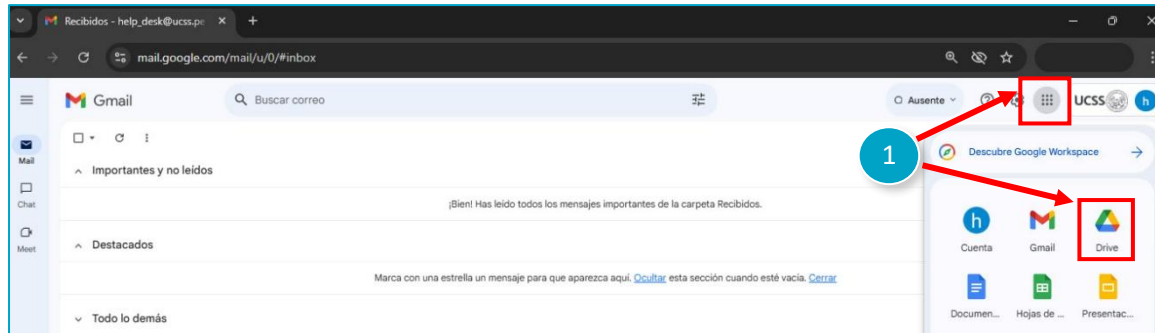 Recibidos - help_desk@ucss.pe
mail.google.com/mail/u/0/#inbox
Gmail
Buscar correo
Ausente
UCSS
h
Mail
Chat
Meet
Importantes y no leídos
¡Bien! Has leído todos los mensajes importantes de la carpeta Recibidos.
Destacados
Marca con una estrella un mensaje para que aparezca aquí. Ocultar esta sección cuando esté vacía. Cerrar
Todo lo demás
1
Descubre Google Workspace
h
Cuenta Gmail Drive
Documen... Hojas de ... Presentac...